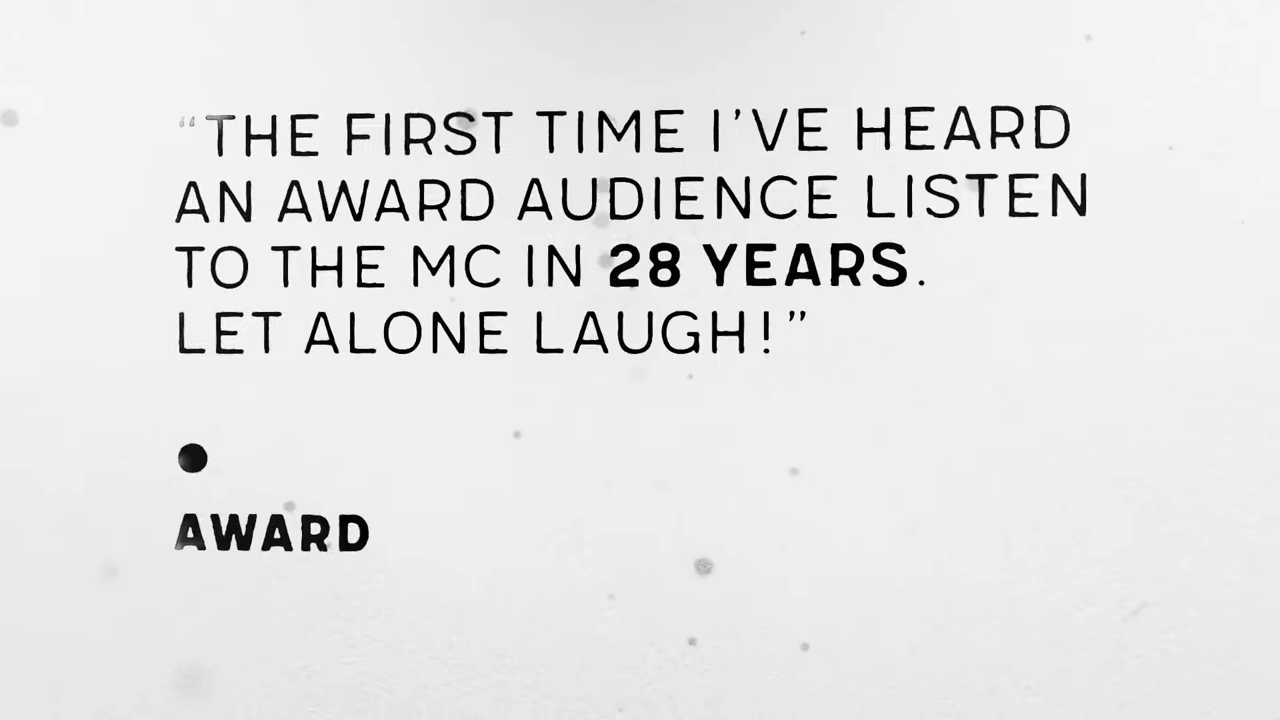 “THE FIRST TIME I’VE HEARD
AN AWARD AUDIENCE LISTEN
TO THE MC IN 28 YEARS.
LET ALONE LAUGH!”
AWARD